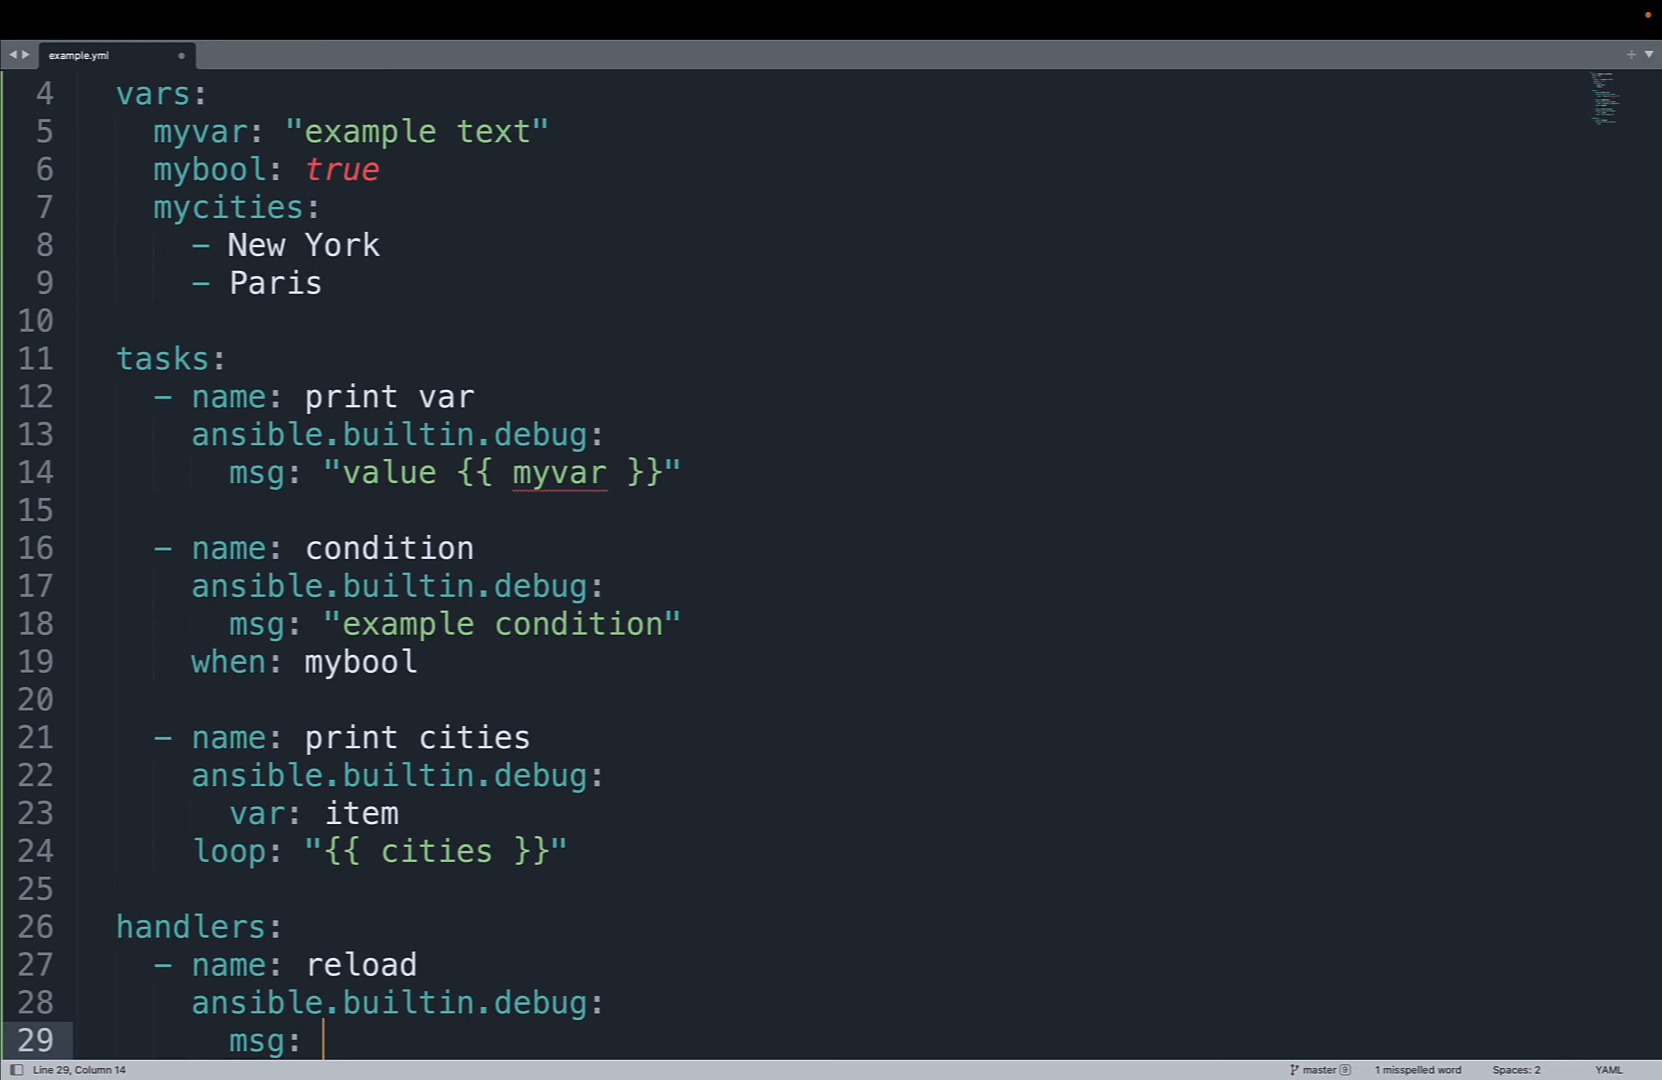 example.yml
4 vars:
5 myvar: "example text"
6 mybool: true
7 mycities:
8 - New York
9 - Paris
10
11 tasks:
12 - name: print var
13 ansible.builtin.debug:
14 msg: "value {{ myvar }}"
15
16 - name: condition
17 ansible.builtin.debug:
18 msg: "example condition"
19 when: mybool
20
21 - name: print cities
22 ansible.builtin.debug:
23 var: item
24 loop: "{{ cities }}"
25
26 handlers:
27 - name: reload
28 ansible.builtin.debug:
29 msg:
Line 29, Column 14 master 9 1 misspelled word Spaces: 2 YAML